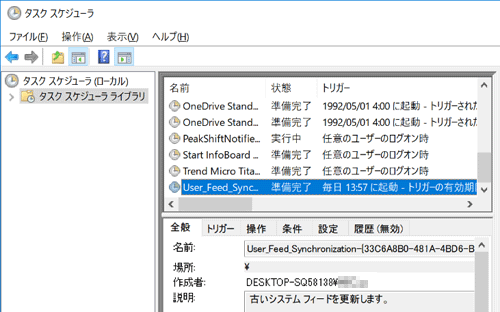 タスク スケジューラ
ファイル(F) 操作(A) 表示(V) ヘルプ(H)
タスク スケジューラ (ローカル)
タスク スケジューラ ライブラリ
名前 状態 トリガー
OneDrive Stand... 準備完了 1992/05/01 4:00 に起動 - トリガーされた
OneDrive Stand... 準備完了 1992/05/01 4:00 に起動 - トリガーされた
PeakShiftNotifie... 実行中 任意のユーザーのログオン時
Start InfoBoard ... 準備完了 任意のユーザーのログオン時
Trend Micro Tita... 準備完了 任意のユーザーのログオン時
User_Feed_Sync... 準備完了 毎日 13:57 に起動 - トリガーの有効期
全般 トリガー 操作 条件 設定 履歴 (無効)
名前: User_Feed_Synchronization-{33C6A8B0-481A-4BD6-B
場所: ¥
作成者: DESKTOP-SQ58138¥
説明: 古いシステム フィードを更新します。